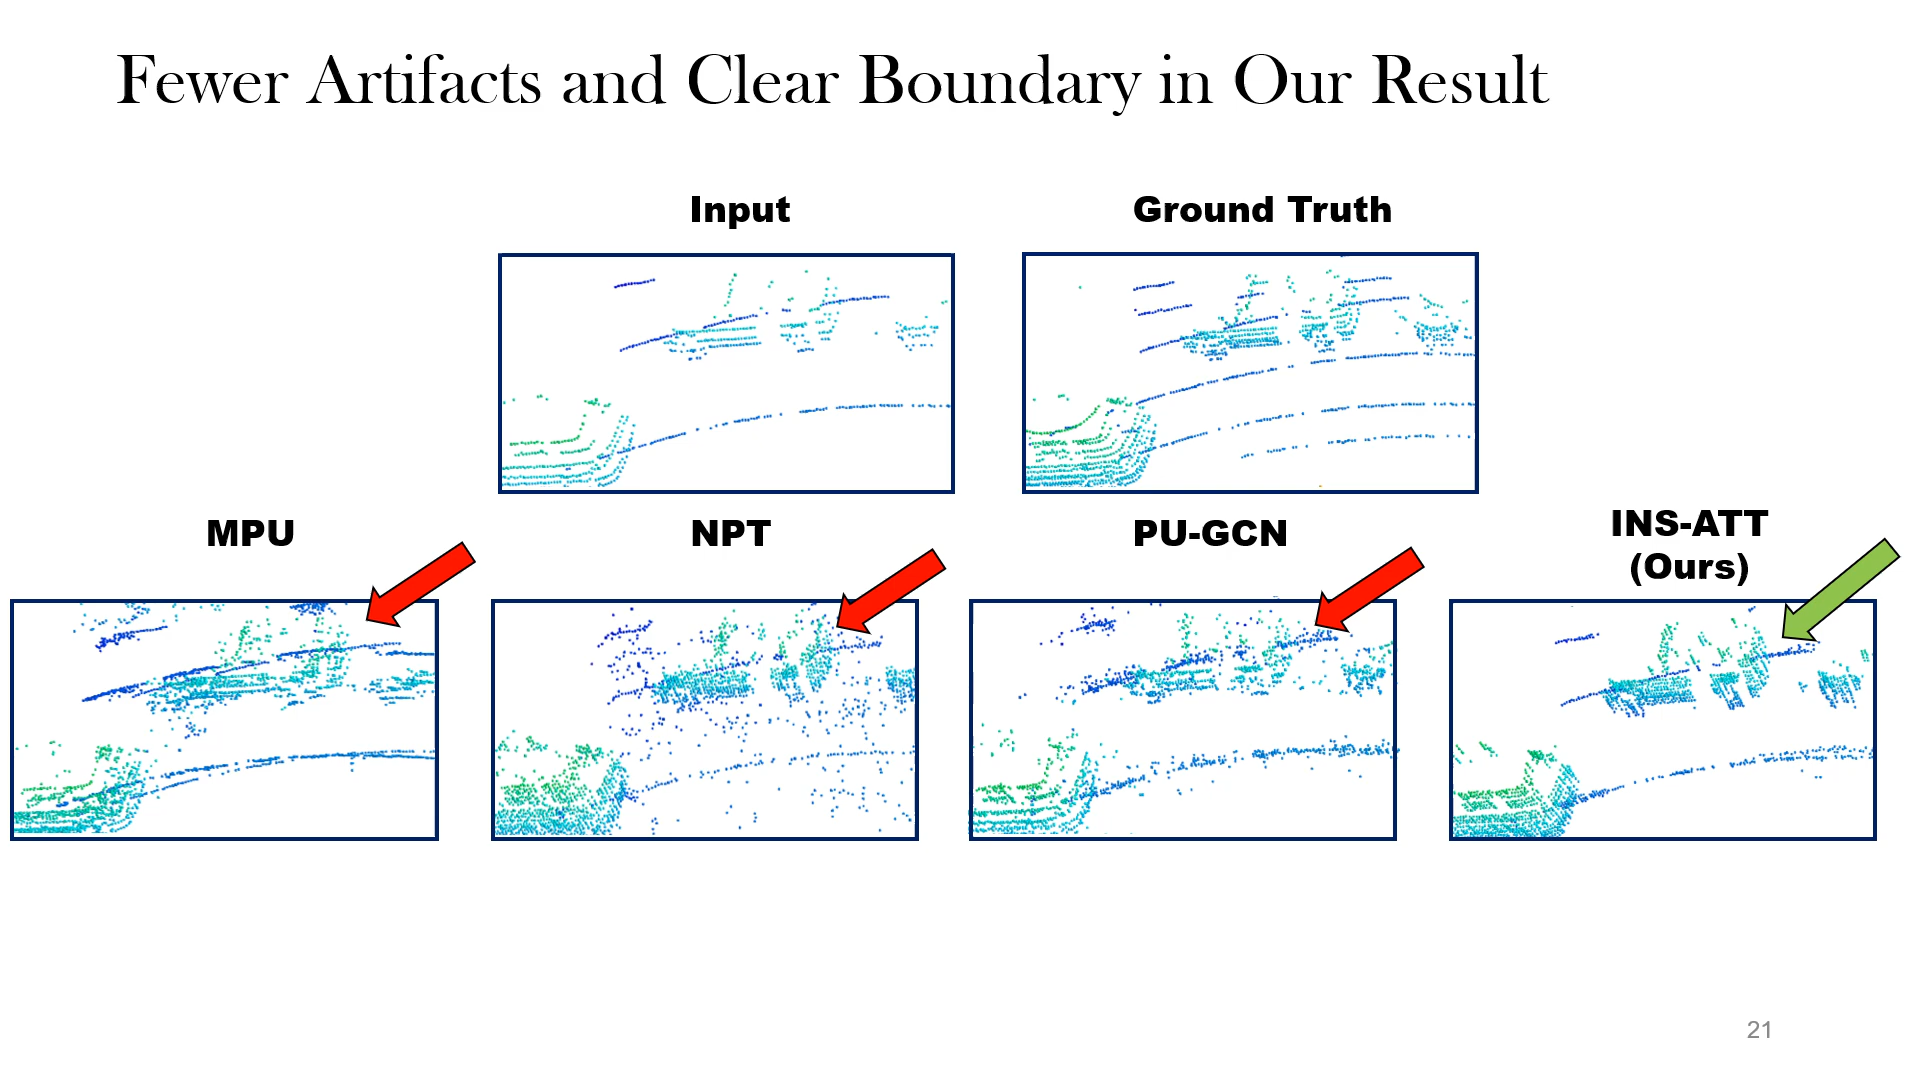 Fewer Artifacts and Clear Boundary in Our Result
Input
Ground Truth
MPU
NPT
PU-GCN
INS-ATT
(Ours)
21